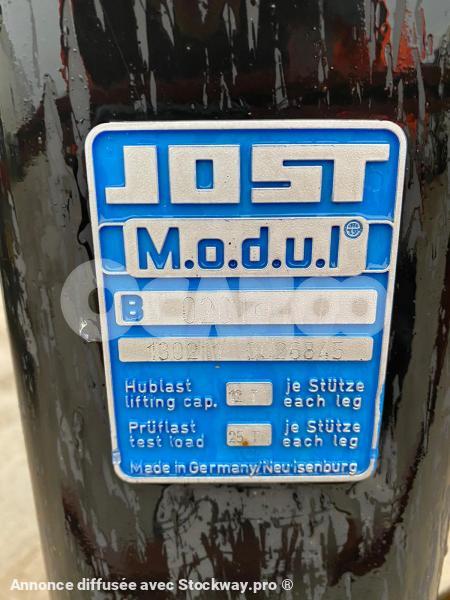 JOST
M.o.d.u.l ®
B
Hublast 12 T je Stütze
lifting cap. each leg
Prüflast 25 T je Stütze
test load each leg
Made in Germany/Neu Isenburg
Annonce diffusée avec Stockway.pro ®